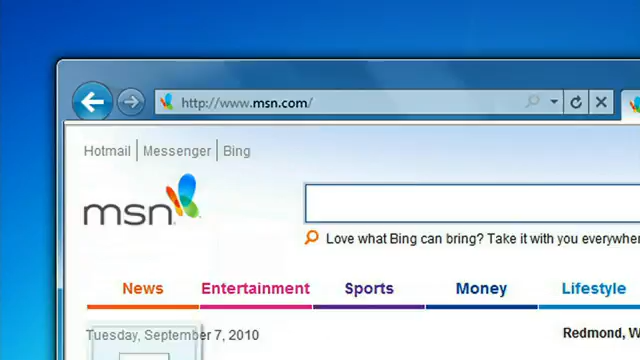 http://www.msn.com/
Hotmail Messenger Bing
msn
Love what Bing can bring? Take it with you everywhere
News Entertainment Sports Money Lifestyle
Tuesday, September 7, 2010
Redmond, W